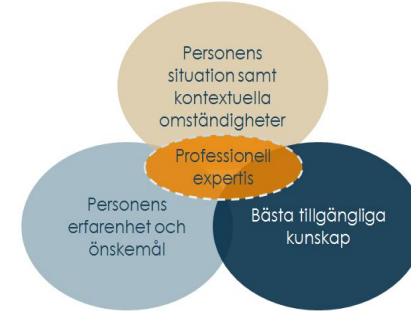 Personens
situation samt
kontextuella
omständigheter
Professionell
expertis
Personens
erfarenhet och
önskemål
Bästa tillgängliga
kunskap